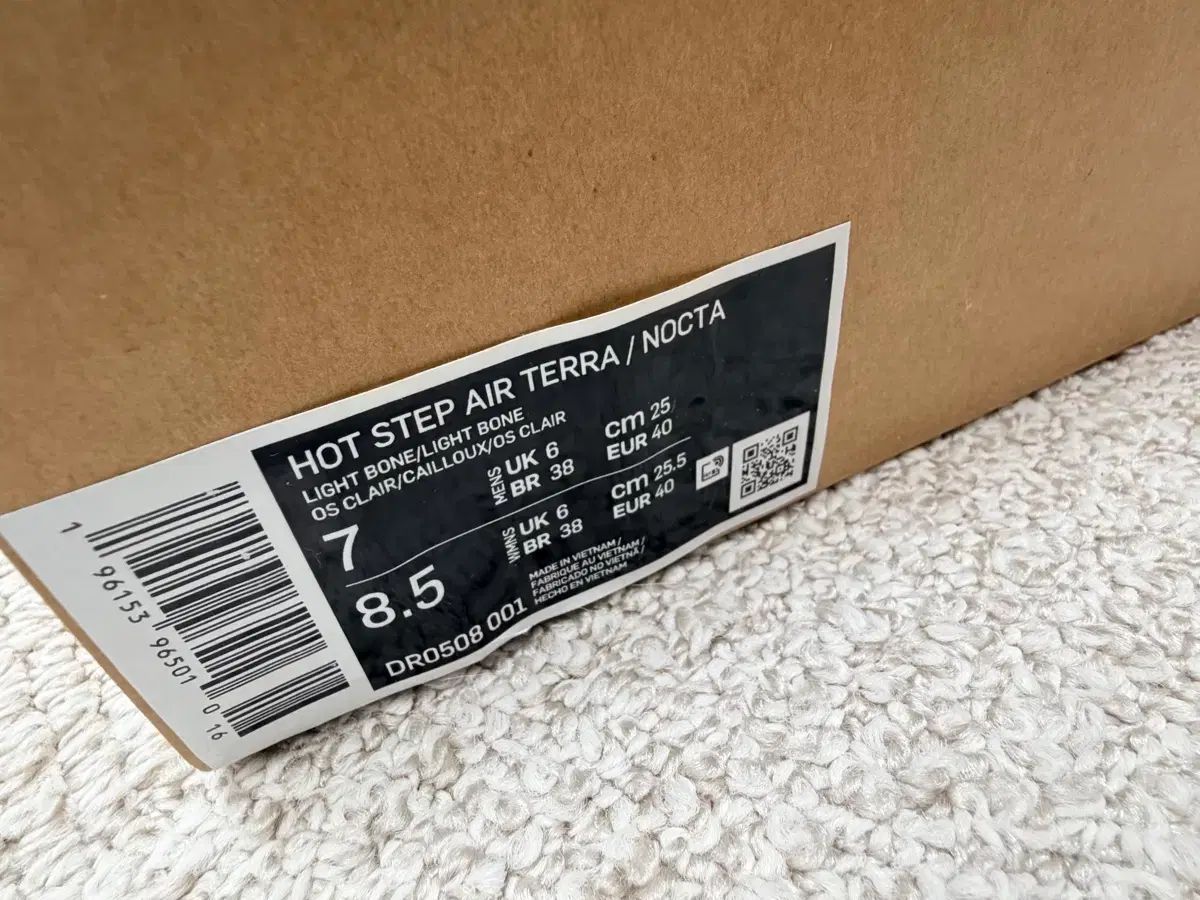 HOT STEP AIR TERRA / NOCTA
LIGHT BONE/LIGHT BONE
OS CLAIR/CAILLOUX/OS CLAIR
7
MENS
UK 6
BR 38
cm 25
EUR 40
8.5
WMNS
UK 6
BR 38
cm 25.5
EUR 40
DR0508 001
MADE IN VIETNAM /
FABRIQUE AU VIETNAM /
FABRICADO NO VIETNÃ /
HECHO EN VIETNAM
1 96153 96501 0 16